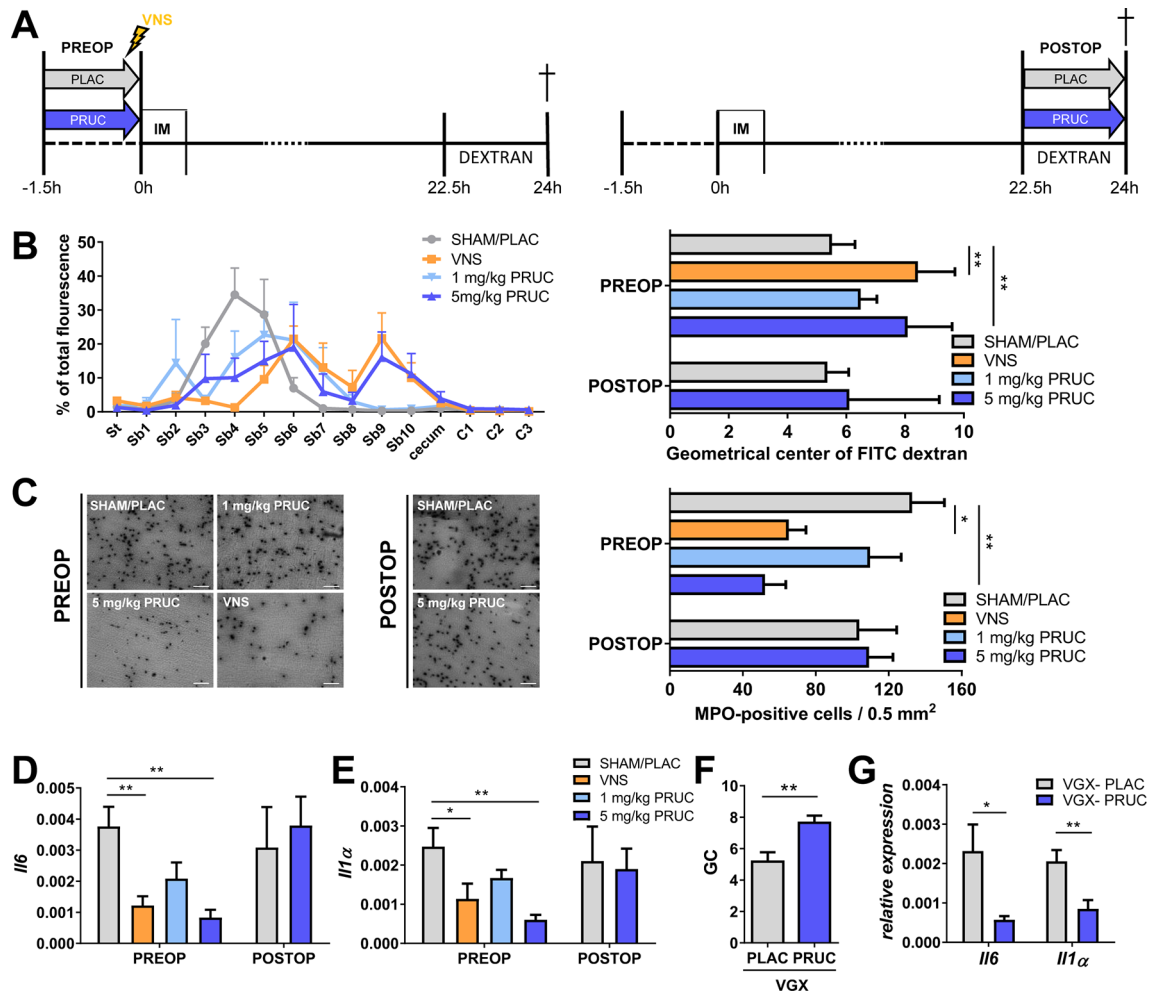 A
VNS
PREOP
PLAC
PRUC
IM
DEXTRAN
-1.5h
0h
22.5h
24h
POSTOP
PLAC
PRUC
IM
DEXTRAN
-1.5h
0h
22.5h
24h
B
% of total flourescence
50
40
30
20
10
0
St
Sb1
Sb2
Sb3
Sb4
Sb5
Sb6
Sb7
Sb8
Sb9
Sb10
cecum
C1
C2
C3
SHAM/PLAC
VNS
1 mg/kg PRUC
5mg/kg PRUC
PREOP
POSTOP
**
**
SHAM/PLAC
VNS
1 mg/kg PRUC
5 mg/kg PRUC
0 2 4 6 8 10
Geometrical center of FITC dextran
C
PREOP
SHAM/PLAC
1 mg/kg PRUC
5 mg/kg PRUC
VNS
POSTOP
SHAM/PLAC
5 mg/kg PRUC
PREOP
POSTOP
*
**
SHAM/PLAC
VNS
1 mg/kg PRUC
5 mg/kg PRUC
0 40 80 120 160
MPO-positive cells / 0.5 mm²
D
Il6
0.005
0.004
0.003
0.002
0.001
0.000
**
**
PREOP POSTOP
E
Il1α
0.004
0.003
0.002
0.001
0.000
**
*
SHAM/PLAC
VNS
1 mg/kg PRUC
5 mg/kg PRUC
PREOP POSTOP
F
GC
10
8
6
4
2
0
**
PLAC PRUC
VGX
G
relative expression
0.004
0.003
0.002
0.001
0.000
VGX- PLAC
VGX- PRUC
*
**
Il6 Il1α